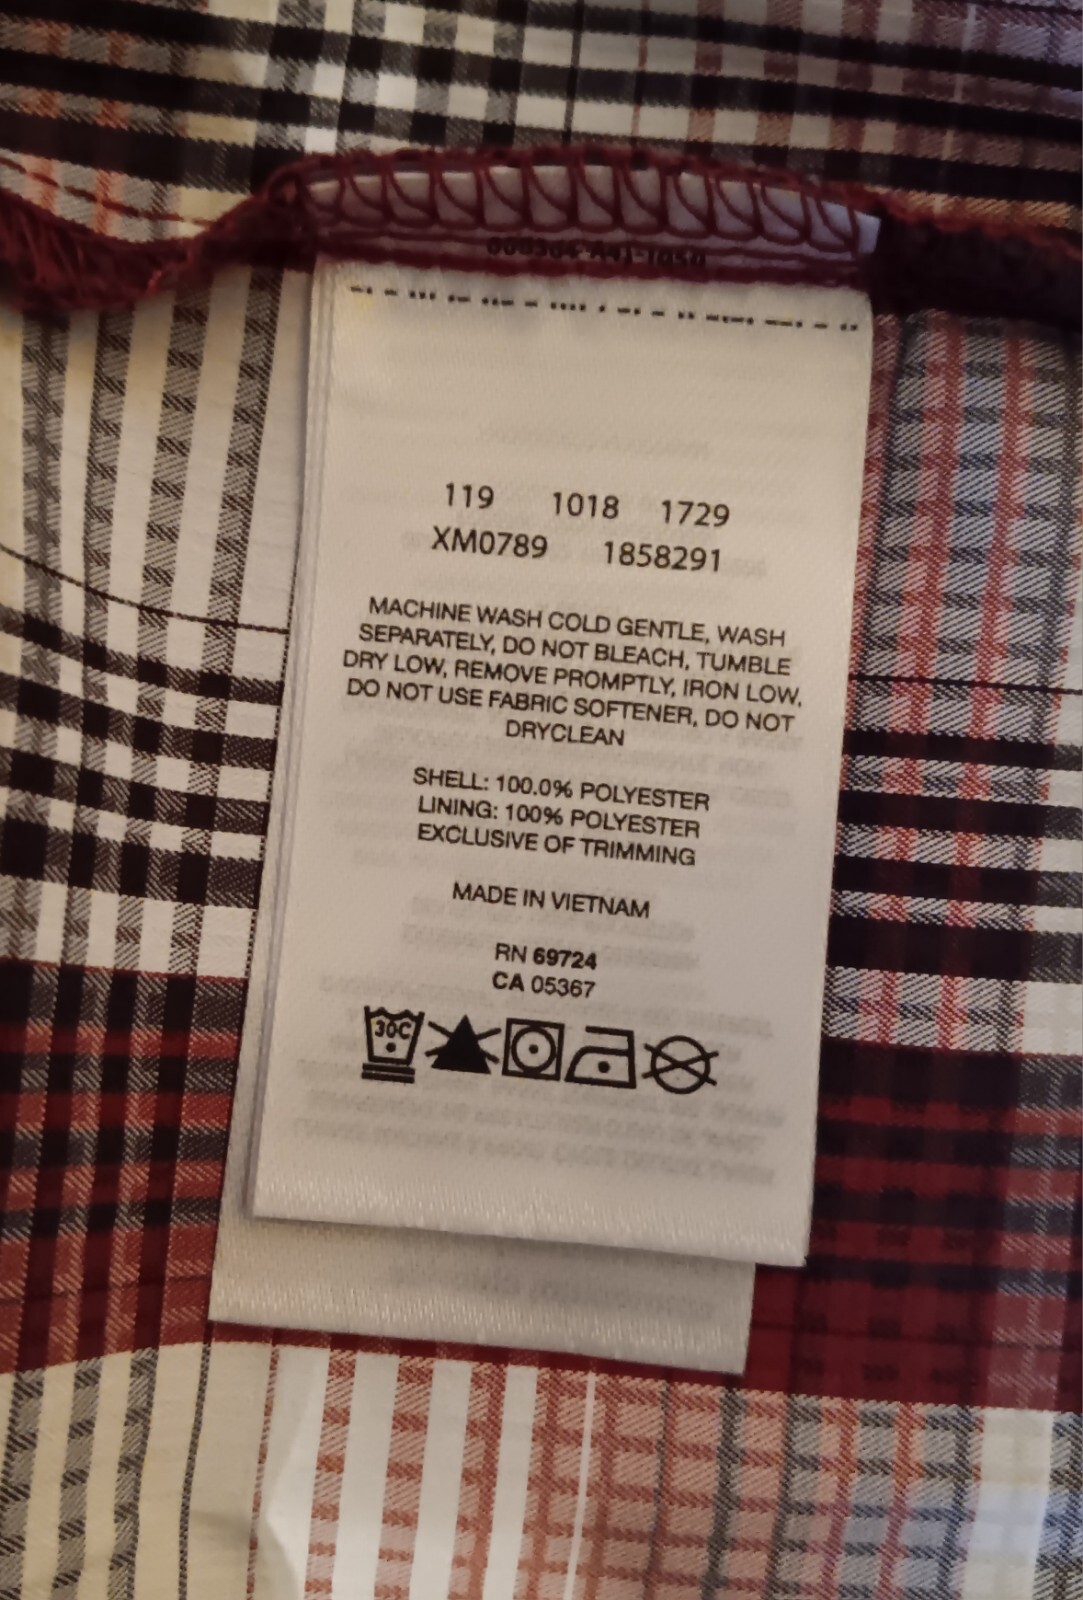 119 1018 1729
XM0789 1858291
MACHINE WASH COLD GENTLE, WASH
SEPARATELY, DO NOT BLEACH, TUMBLE
DRY LOW, REMOVE PROMPTLY, IRON LOW,
DO NOT USE FABRIC SOFTENER, DO NOT
DRYCLEAN
SHELL: 100.0% POLYESTER
LINING: 100% POLYESTER
EXCLUSIVE OF TRIMMING
MADE IN VIETNAM
RN 69724
CA 05367
30C